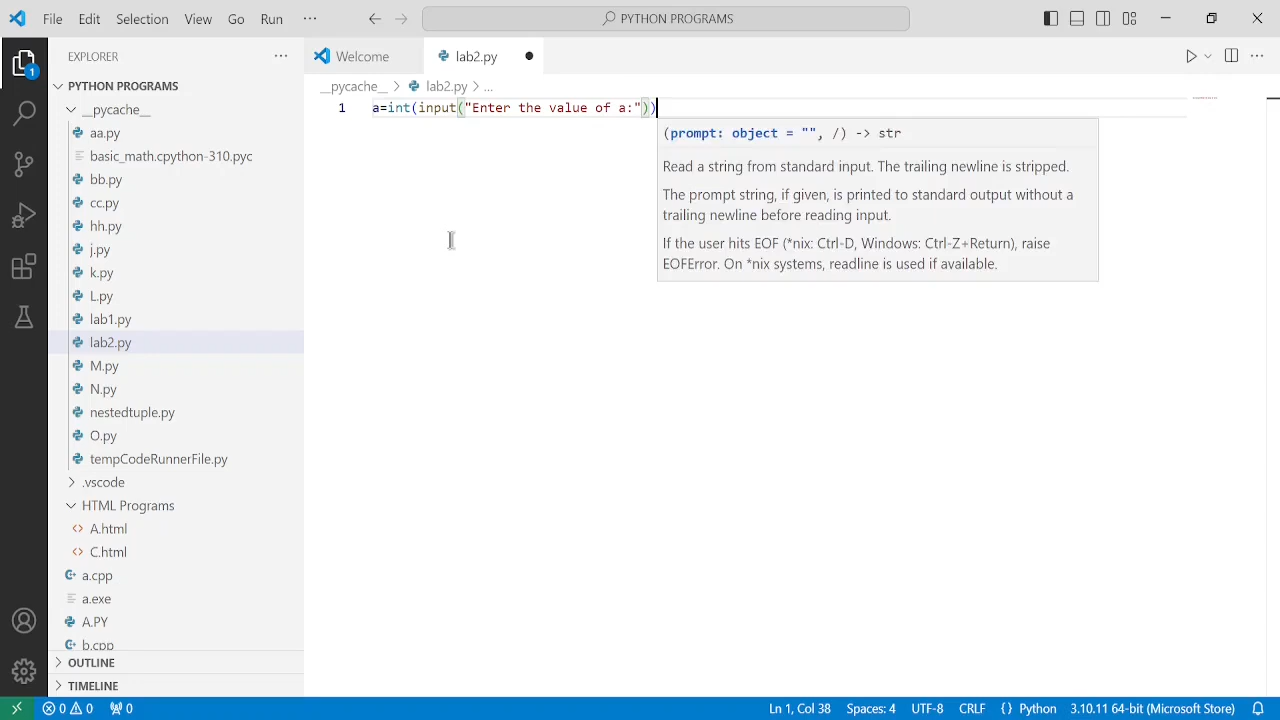 File Edit Selection View Go Run ··· PYTHON PROGRAMS
EXPLORER ···
Welcome
lab2.py
PYTHON PROGRAMS
__pycache__ > lab2.py > ...
__pycache__
1 a=int(input("Enter the value of a:"))
aa.py
(prompt: object = "", /) -> str
basic_math.cpython-310.pyc
Read a string from standard input. The trailing newline is stripped.
bb.py
The prompt string, if given, is printed to standard output without a
cc.py
trailing newline before reading input.
hh.py
If the user hits EOF (*nix: Ctrl-D, Windows: Ctrl-Z+Return), raise
j.py
EOFError. On *nix systems, readline is used if available.
k.py
L.py
lab1.py
lab2.py
M.py
N.py
nestedtuple.py
O.py
tempCodeRunnerFile.py
.vscode
HTML Programs
A.html
C.html
a.cpp
a.exe
A.PY
b.cpp
OUTLINE
TIMELINE
1
0 0 0 Ln 1, Col 38 Spaces: 4 UTF-8 CRLF {} Python 3.10.11 64-bit (Microsoft Store)